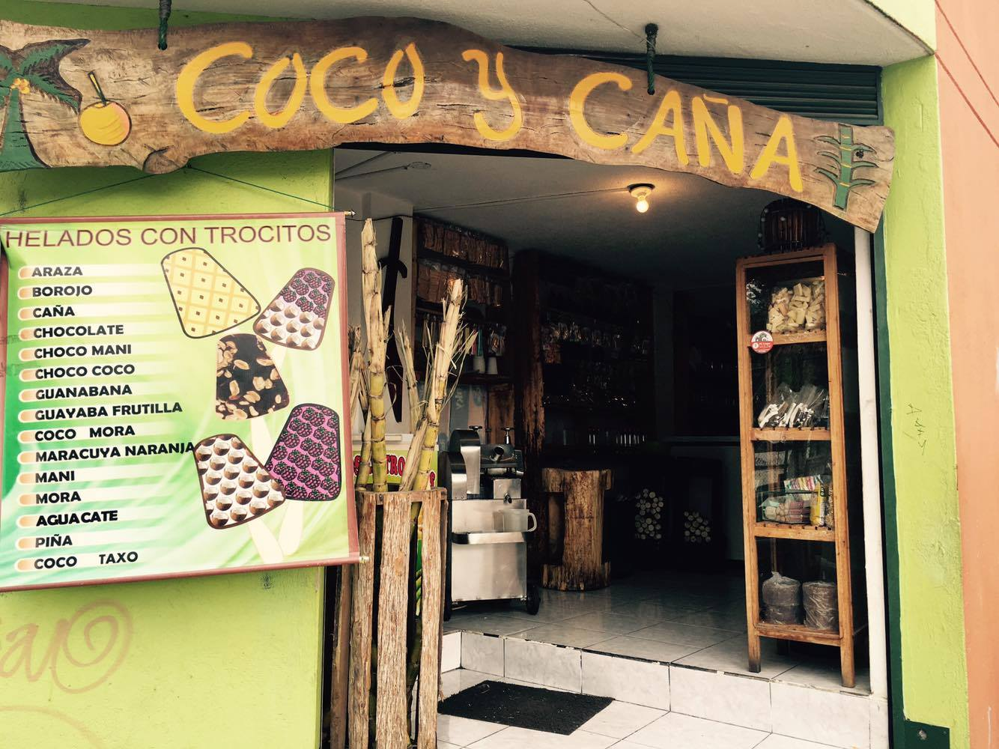 COCO Y CAÑA
HELADOS CON TROCITOS
ARAZA
BOROJO
CAÑA
CHOCOLATE
CHOCO MANI
CHOCO COCO
GUANABANA
GUAYABA FRUTILLA
COCO MORA
MARACUYA NARANJA
MANI
MORA
AGUACATE
PIÑA
COCO TAXO